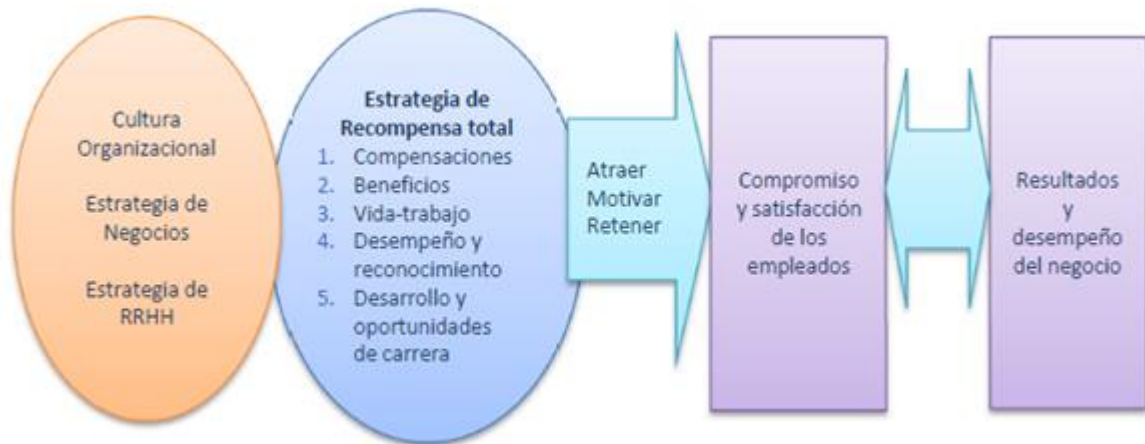 Cultura
Organizacional
Estrategia de
Negocios
Estrategia de
RRHH
Estrategia de
Recompensa total
1. Compensaciones
2. Beneficios
3. Vida-trabajo
4. Desempeño y
reconocimiento
5. Desarrollo y
oportunidades
de carrera
Atraer
Motivar
Retener
Compromiso
y satisfacción
de los
empleados
Resultados
y
desempeño
del negocio